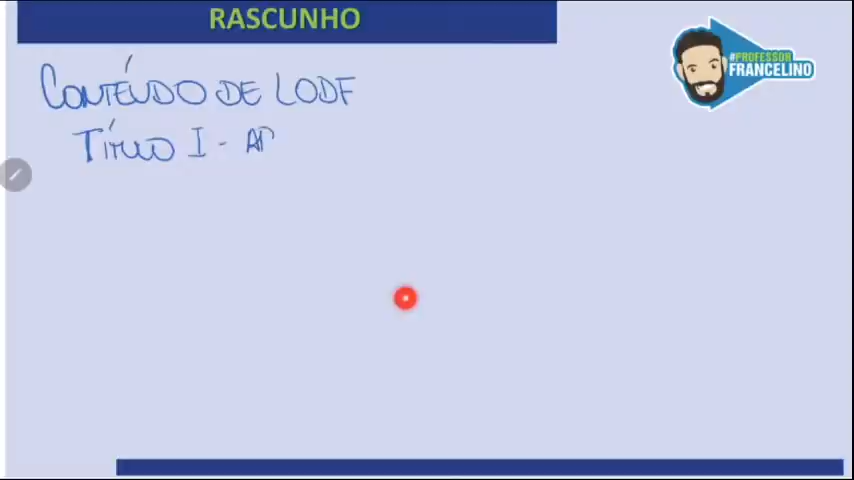 RASCUNHO
#PROFESSOR
FRANCELINO
CONTEÚDO DE LODF
TÍTULO I - AP